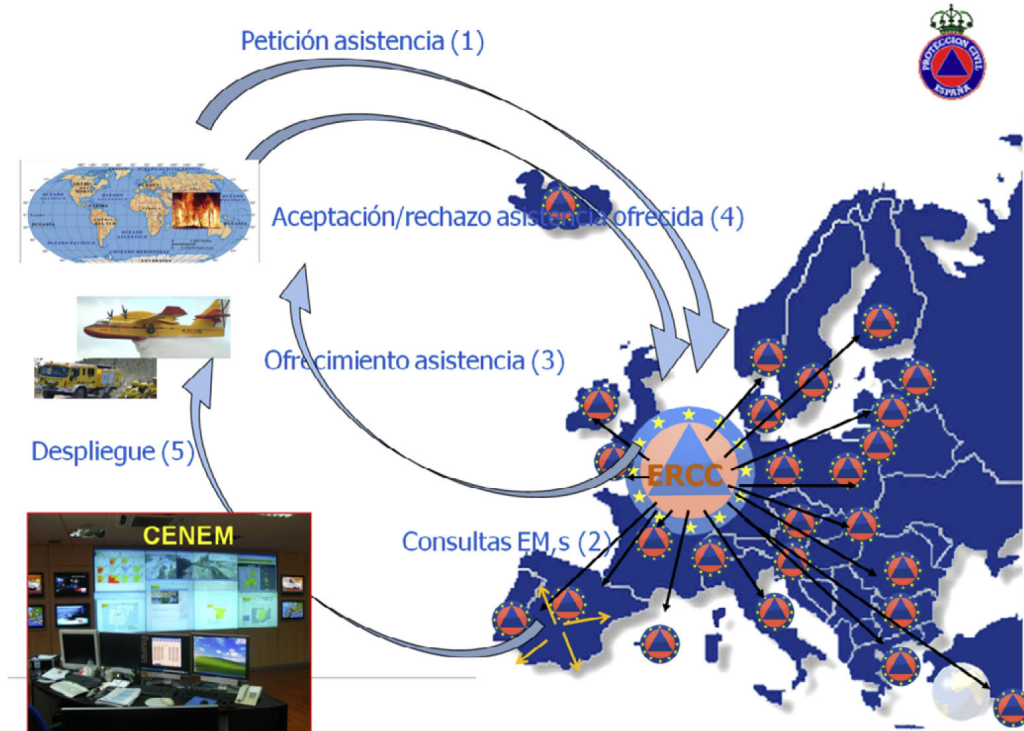 Petición asistencia (1)
PROTECCION CIVIL
ESPAÑA
Aceptación/rechazo asistencia ofrecida (4)
Ofrecimiento asistencia (3)
Despliegue (5)
ERCC
CENEM
Consultas EM,s (2)